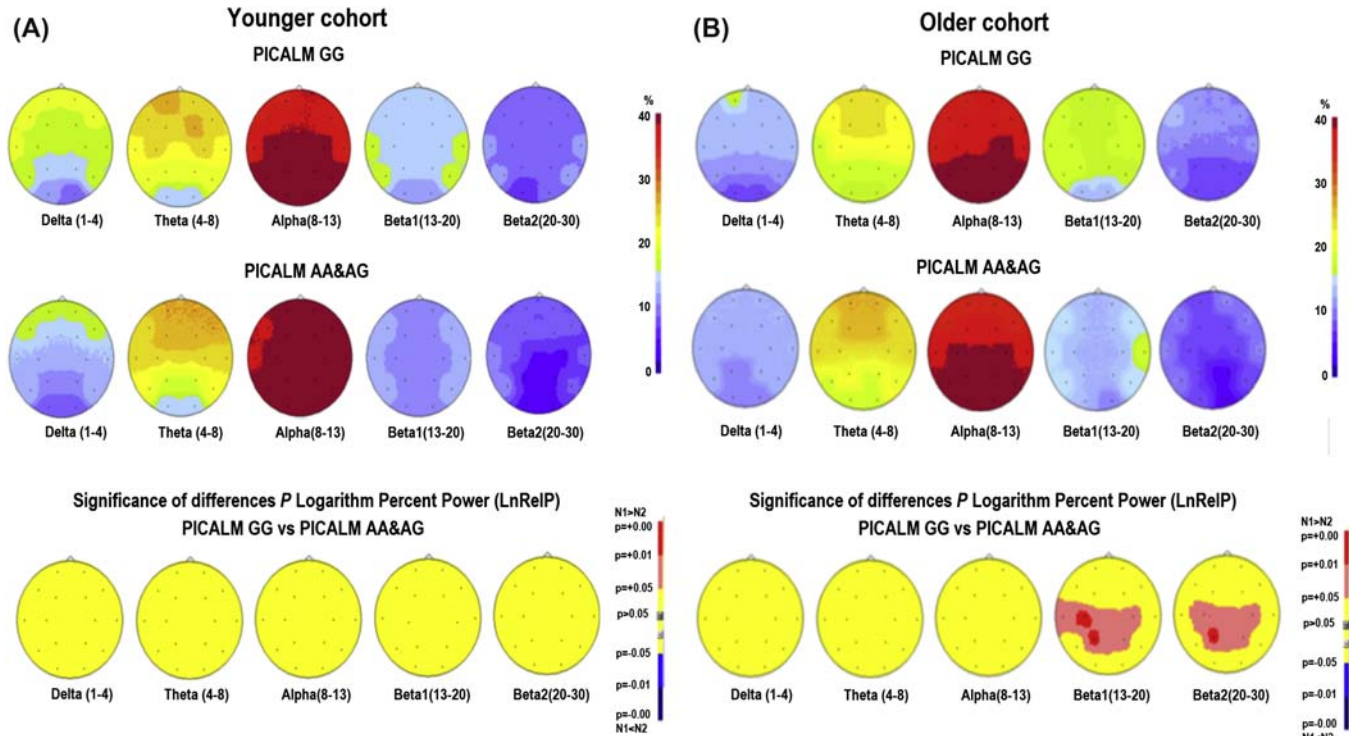 (A)
Younger cohort
PICALM GG
Delta (1-4) Theta (4-8) Alpha(8-13) Beta1(13-20) Beta2(20-30)
%
40
30
20
10
0
PICALM AA&AG
Delta (1-4) Theta (4-8) Alpha(8-13) Beta1(13-20) Beta2(20-30)
Significance of differences P Logarithm Percent Power (LnRelP)
PICALM GG vs PICALM AA&AG
N1>N2
p=+0.00
p=+0.01
p=+0.05
p>0.05
p=-0.05
p=-0.01
p=-0.00
N1<N2
Delta (1-4) Theta (4-8) Alpha(8-13) Beta1(13-20) Beta2(20-30)
(B)
Older cohort
PICALM GG
Delta (1-4) Theta (4-8) Alpha(8-13) Beta1(13-20) Beta2(20-30)
%
40
30
20
10
0
PICALM AA&AG
Delta (1-4) Theta (4-8) Alpha(8-13) Beta1(13-20) Beta2(20-30)
Significance of differences P Logarithm Percent Power (LnRelP)
PICALM GG vs PICALM AA&AG
N1>N2
p=+0.00
p=+0.01
p=+0.05
p>0.05
p=-0.05
p=-0.01
p=-0.00
N1<N2
Delta (1-4) Theta (4-8) Alpha(8-13) Beta1(13-20) Beta2(20-30)